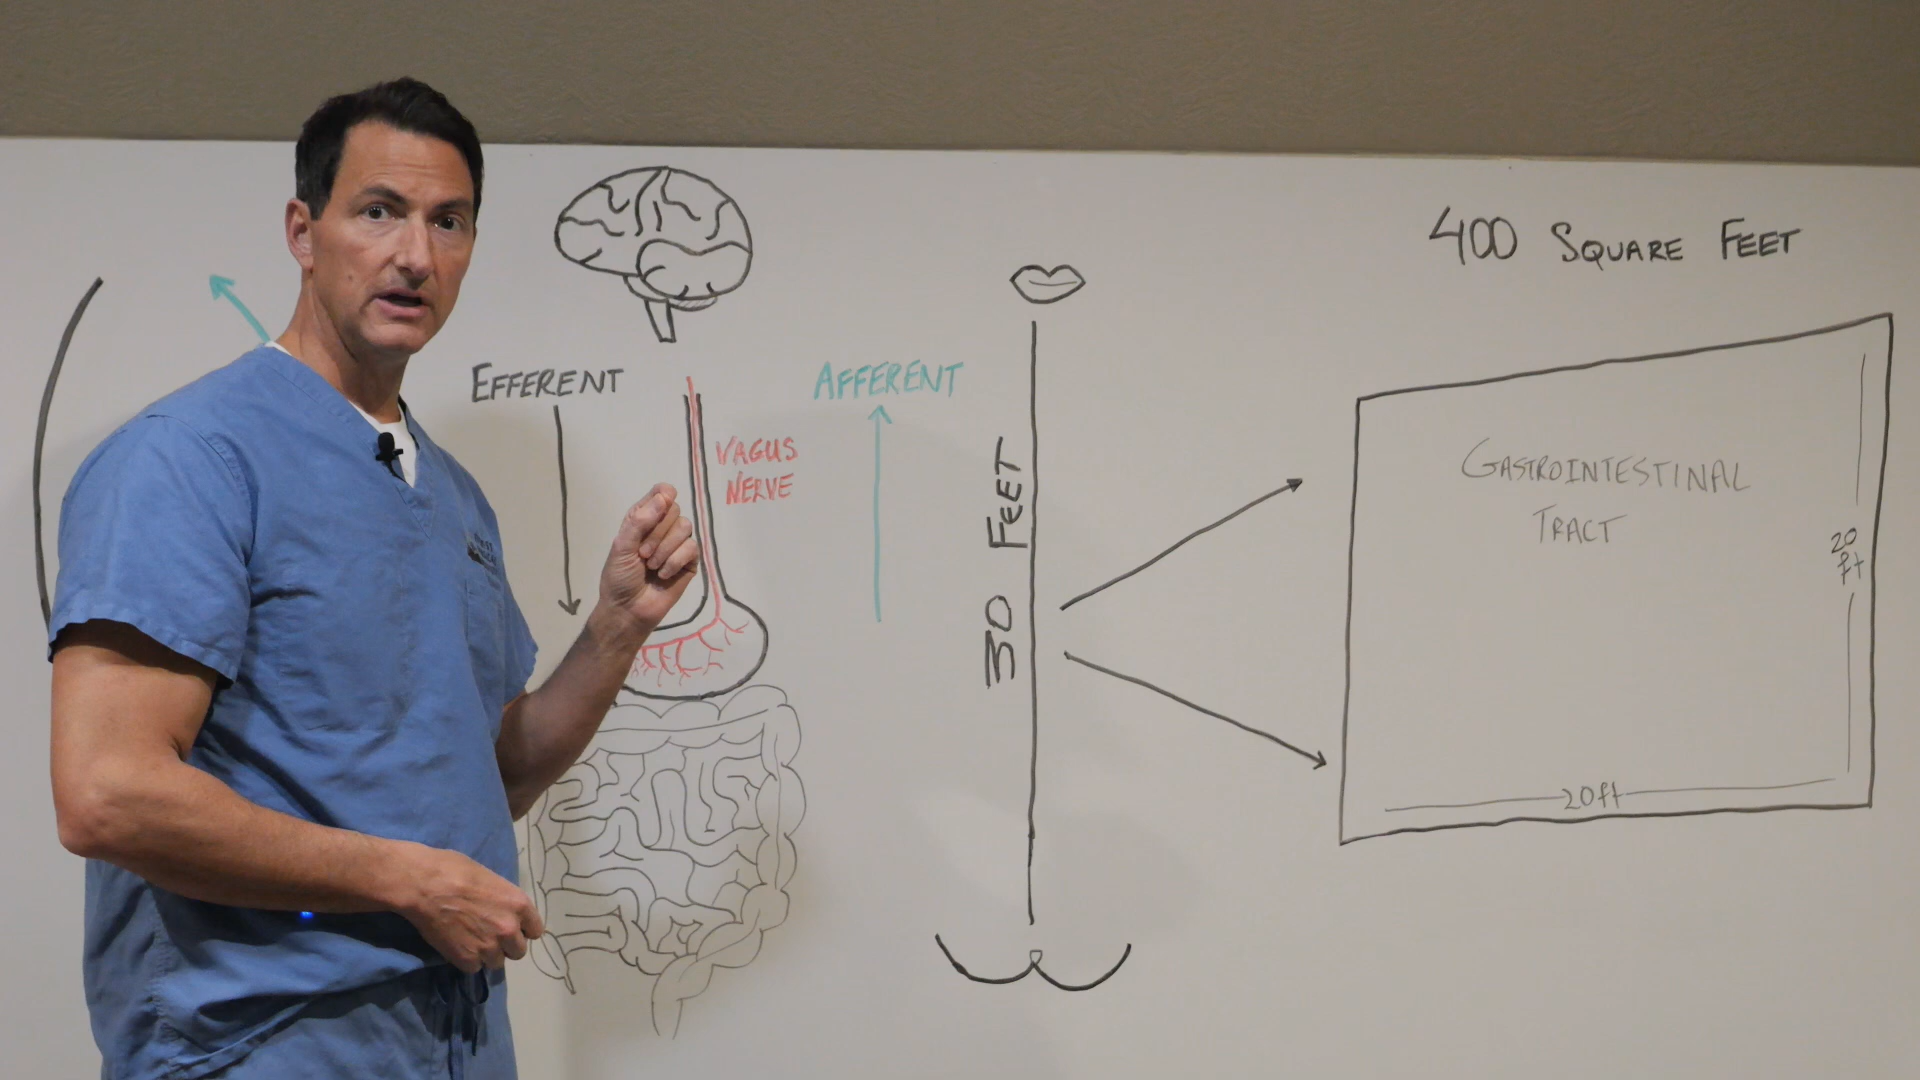 400 SQUARE FEET
EFFERENT
AFFERENT
VAGUS
NERVE
30 FEET
GASTROINTESTINAL
TRACT
20
ft
20ft